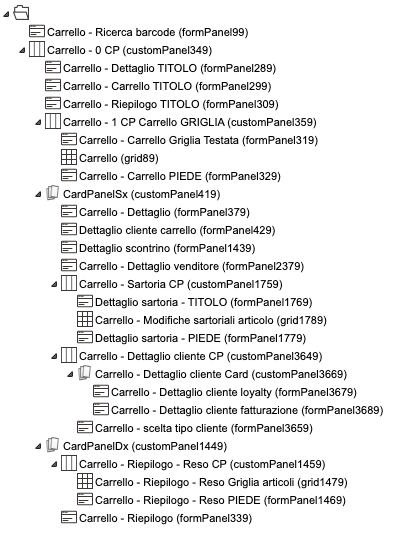 Carrello - Ricerca barcode (formPanel99)
Carrello - 0 CP (customPanel349)
Carrello - Dettaglio TITOLO (formPanel289)
Carrello - Carrello TITOLO (formPanel299)
Carrello - Riepilogo TITOLO (formPanel309)
Carrello - 1 CP Carrello GRIGLIA (customPanel359)
Carrello - Carrello Griglia Testata (formPanel319)
Carrello (grid89)
Carrello - Carrello PIEDE (formPanel329)
CardPanelSx (customPanel419)
Carrello - Dettaglio (formPanel379)
Dettaglio cliente carrello (formPanel429)
Dettaglio scontrino (formPanel1439)
Carrello - Dettaglio venditore (formPanel2379)
Carrello - Sartoria CP (customPanel1759)
Dettaglio sartoria - TITOLO (formPanel1769)
Carrello - Modifiche sartoriali articolo (grid1789)
Dettaglio sartoria - PIEDE (formPanel1779)
Carrello - Dettaglio cliente CP (customPanel3649)
Carrello - Dettaglio cliente Card (customPanel3669)
Carrello - Dettaglio cliente loyalty (formPanel3679)
Carrello - Dettaglio cliente fatturazione (formPanel3689)
Carrello - scelta tipo cliente (formPanel3659)
CardPanelDx (customPanel1449)
Carrello - Riepilogo - Reso CP (customPanel1459)
Carrello - Riepilogo - Reso Griglia articoli (grid1479)
Carrello - Riepilogo - Reso PIEDE (formPanel1469)
Carrello - Riepilogo (formPanel339)